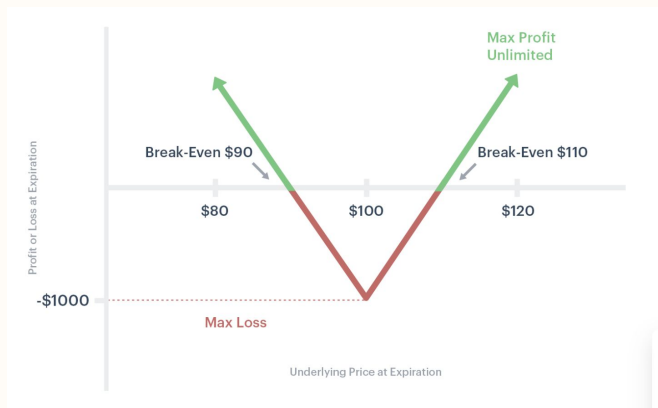 Max Profit
Unlimited
Break-Even $90
Break-Even $110
Profit or Loss at Expiration
$80
$100
$120
-$1000
Max Loss
Underlying Price at Expiration